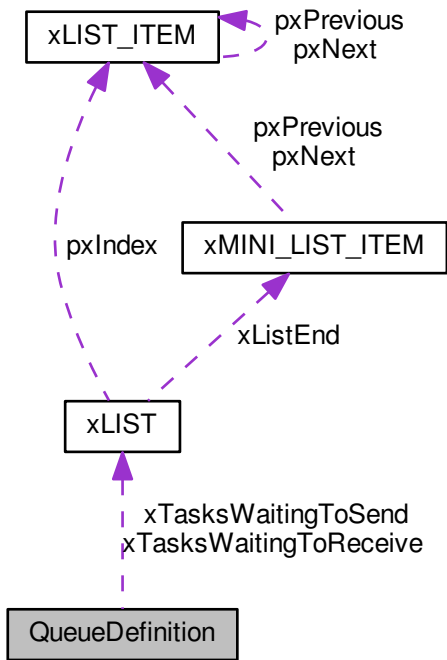 xLIST_ITEM
pxPrevious
pxNext
pxPrevious
pxNext
pxIndex
xMINI_LIST_ITEM
xListEnd
xLIST
xTasksWaitingToSend
xTasksWaitingToReceive
QueueDefinition